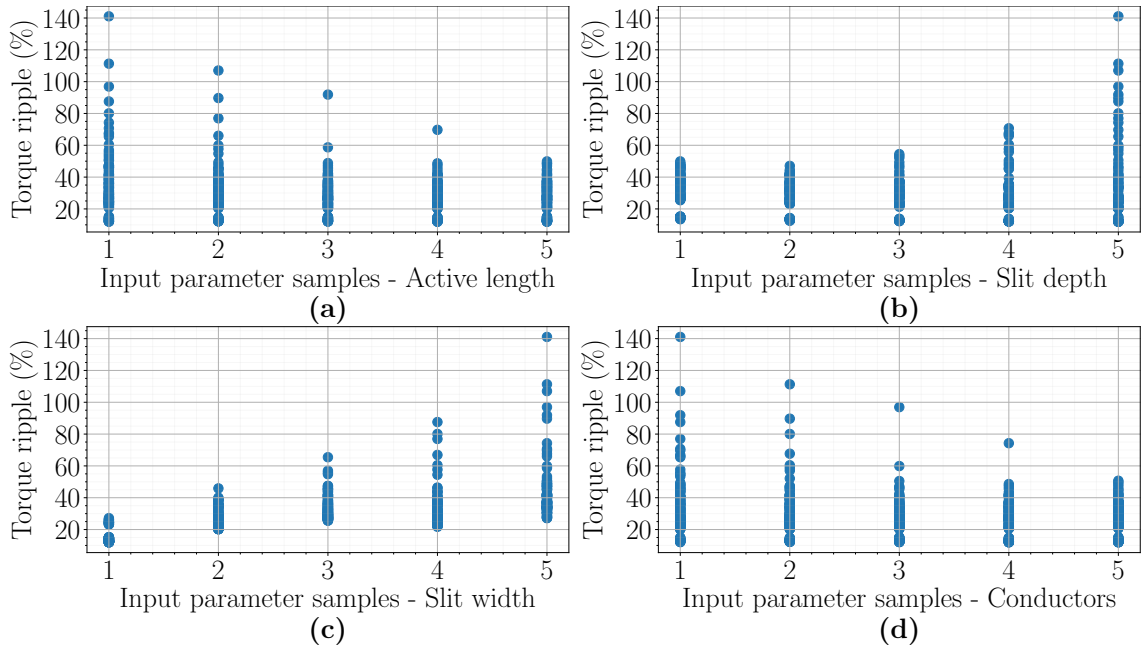 140
120
100
80
60
40
20
Torque ripple (%)
1 2 3 4 5
Input parameter samples - Active length
(a)
140
120
100
80
60
40
20
Torque ripple (%)
1 2 3 4 5
Input parameter samples - Slit depth
(b)
140
120
100
80
60
40
20
Torque ripple (%)
1 2 3 4 5
Input parameter samples - Slit width
(c)
140
120
100
80
60
40
20
Torque ripple (%)
1 2 3 4 5
Input parameter samples - Conductors
(d)